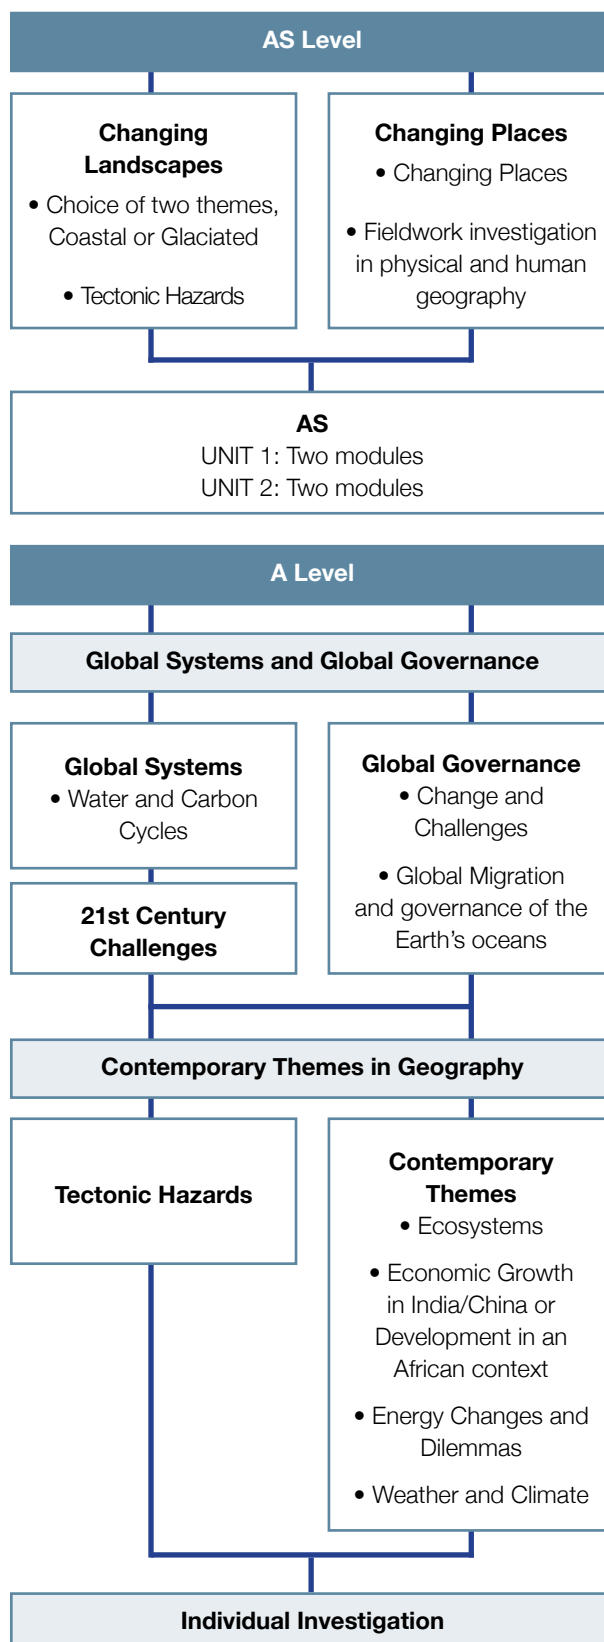 AS Level
Changing
Landscapes
• Choice of two themes,
Coastal or Glaciated
• Tectonic Hazards
Changing Places
• Changing Places
• Fieldwork investigation
in physical and human
geography
AS
UNIT 1: Two modules
UNIT 2: Two modules
A Level
Global Systems and Global Governance
Global Systems
• Water and Carbon
Cycles
21st Century
Challenges
Global Governance
• Change and
Challenges
• Global Migration
and governance of the
Earth’s oceans
Contemporary Themes in Geography
Tectonic Hazards
Contemporary
Themes
• Ecosystems
• Economic Growth
in India/China or
Development in an
African context
• Energy Changes and
Dilemmas
• Weather and Climate
Individual Investigation